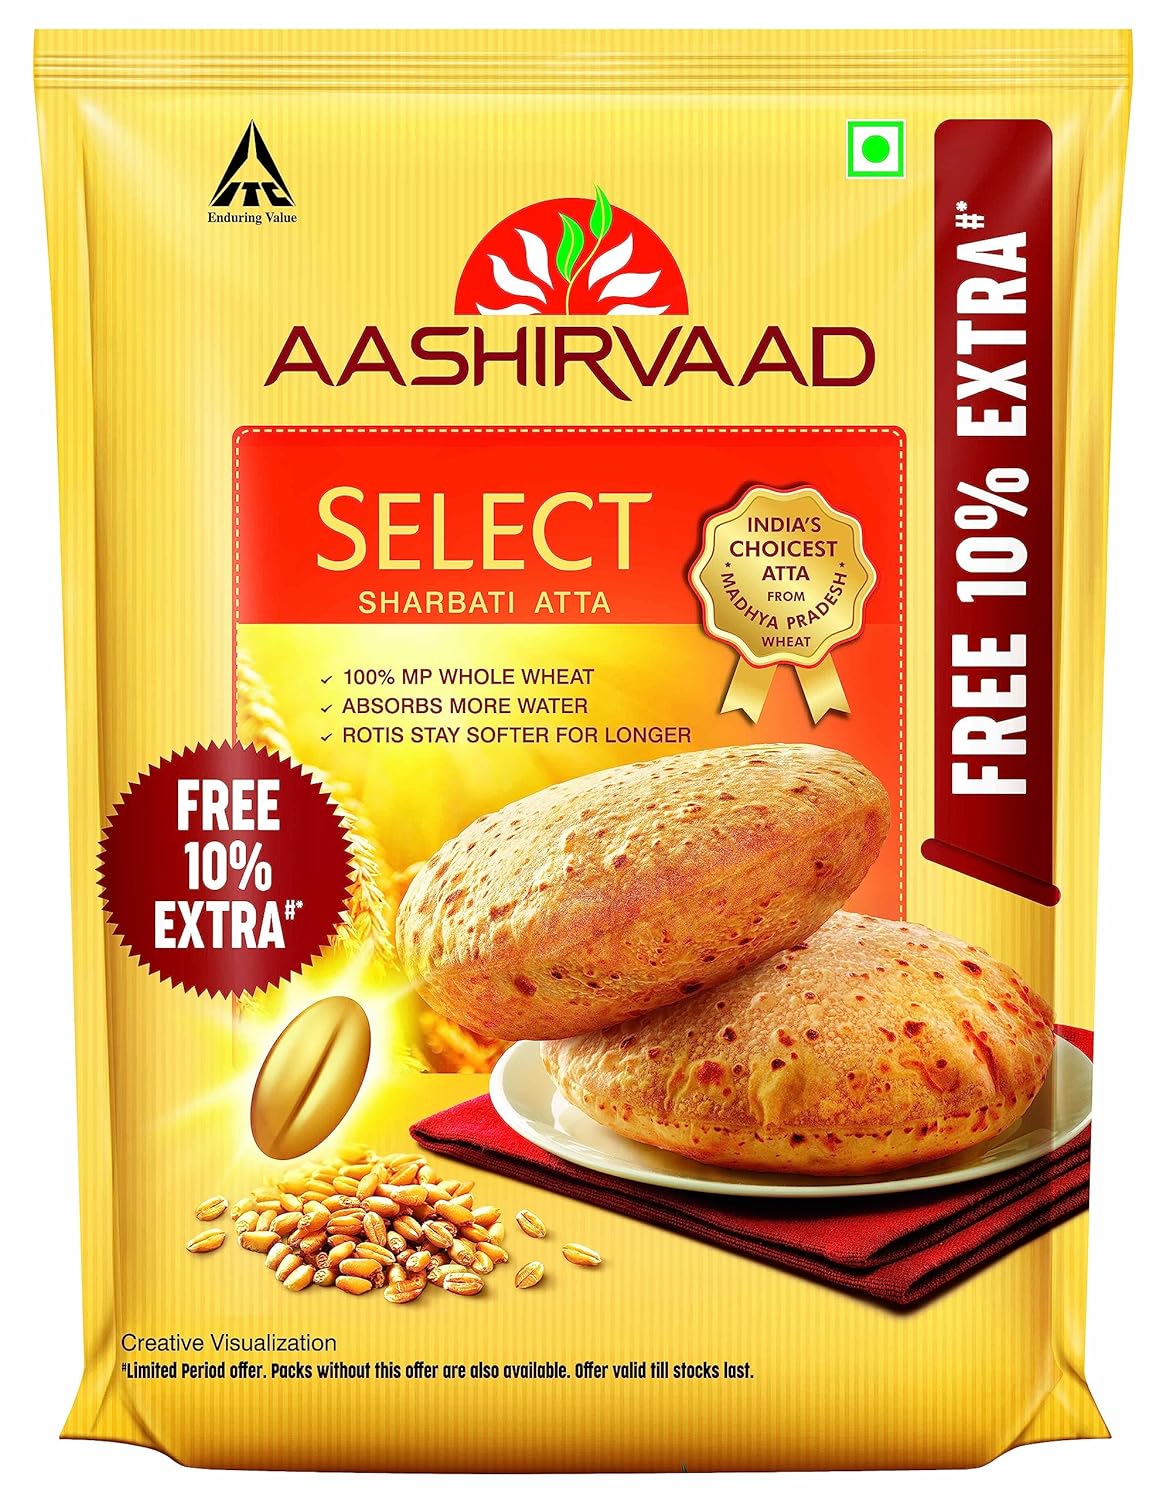 ITC
Enduring Value
AASHIRVAAD
SELECT
SHARBATI ATTA
INDIA'S
CHOICEST
ATTA
FROM
MADHYA PRADESH
WHEAT
✓ 100% MP WHOLE WHEAT
✓ ABSORBS MORE WATER
✓ ROTIS STAY SOFTER FOR LONGER
FREE 10% EXTRA#*
FREE
10%
EXTRA#*
Creative Visualization
#Limited Period offer. Packs without this offer are also available. Offer valid till stocks last.